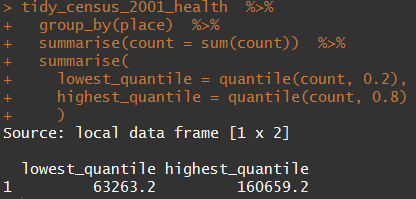 > tidy_census_2001_health %>%
+ group_by(place) %>%
+ summarise(count = sum(count)) %>%
+ summarise(
+ lowest_quantile = quantile(count, 0.2),
+ highest_quantile = quantile(count, 0.8)
+ )
Source: local data frame [1 x 2]

lowest_quantile highest_quantile
1 63263.2 160659.2